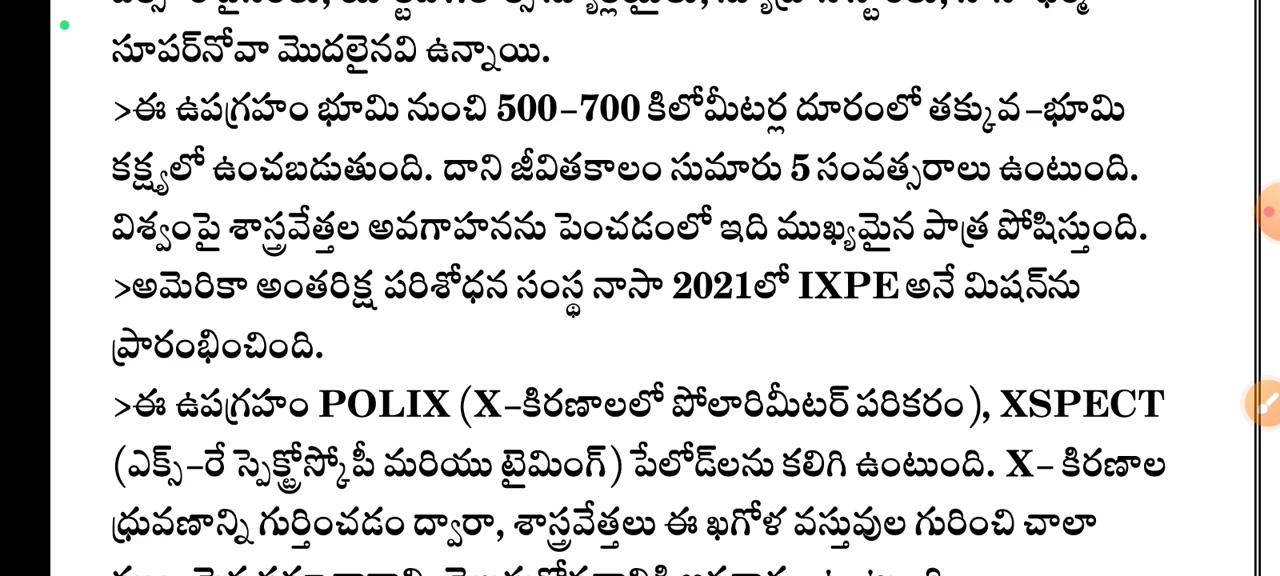 సూపర్‌నోవా మొదలైనవి ఉన్నాయి.
>ఈ ఉపగ్రహం భూమి నుంచి 500-700 కిలోమీటర్ల దూరంలో తక్కువ-భూమి
కక్ష్యలో ఉంచబడుతుంది. దాని జీవితకాలం సుమారు 5 సంవత్సరాలు ఉంటుంది.
విశ్వంపై శాస్త్రవేత్తల అవగాహనను పెంచడంలో ఇది ముఖ్యమైన పాత్ర పోషిస్తుంది.
>అమెరికా అంతరిక్ష పరిశోధన సంస్థ నాసా 2021లో IXPE అనే మిషన్‌ను
ప్రారంభించింది.
>ఈ ఉపగ్రహం POLIX (X-కిరణాలలో పోలారిమీటర్ పరికరం), XSPECT
(ఎక్స్-రే స్పెక్ట్రోస్కోపీ మరియు టైమింగ్) పేలోడ్‌లను కలిగి ఉంటుంది. X- కిరణాల
ధ్రువణాన్ని గుర్తించడం ద్వారా, శాస్త్రవేత్తలు ఈ ఖగోళ వస్తువుల గురించి చాలా